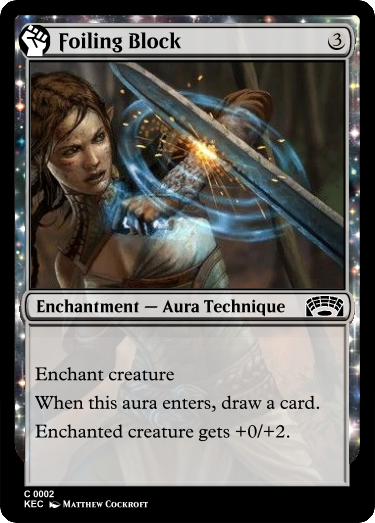 Foiling Block 3
Enchantment — Aura Technique
Enchant creature
When this aura enters, draw a card.
Enchanted creature gets +0/+2.
C 0002
KEC Matthew Cockroft